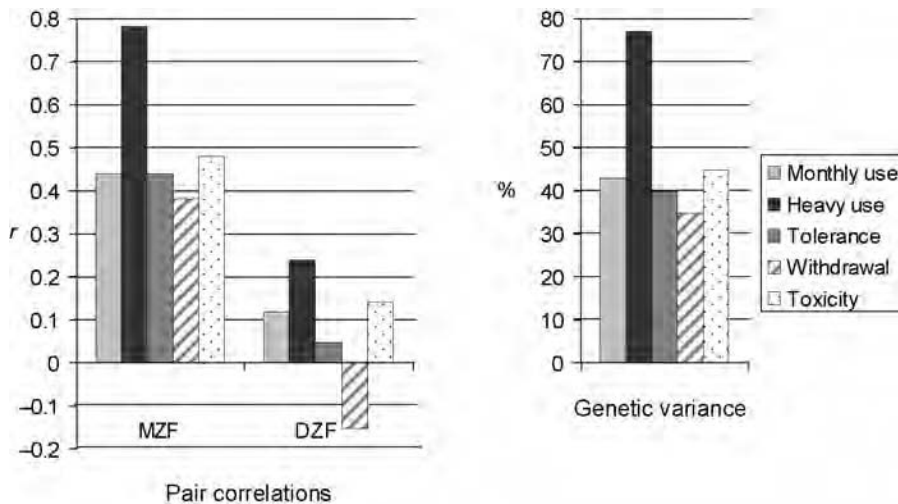 0.8
0.7
0.6
0.5
0.4
r
0.3
0.2
0.1
0
–0.1
–0.2
MZF
DZF
Pair correlations
80
70
60
50
40
%
30
20
10
0
Genetic variance
Monthly use
Heavy use
Tolerance
Withdrawal
Toxicity